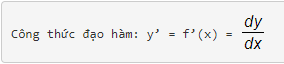 Công thức đạo hàm: y’ = f’(x) = dy/dx